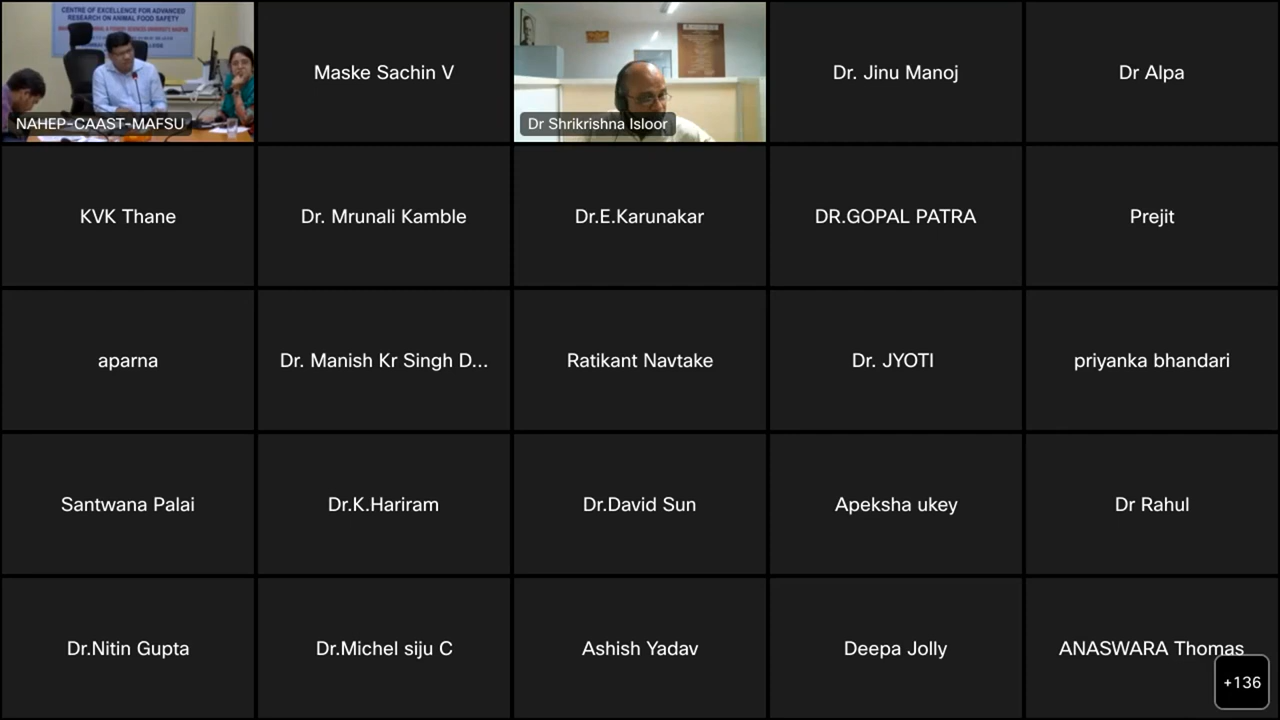 CENTRE OF EXCELLENCE FOR ADVANCED
RESEARCH ON ANIMAL FOOD SAFETY
NAHEP-CAAST-MAFSU
Maske Sachin V
Dr Shrikrishna Isloor
Dr. Jinu Manoj
Dr Alpa
KVK Thane
Dr. Mrunali Kamble
Dr.E.Karunakar
DR.GOPAL PATRA
Prejit
aparna
Dr. Manish Kr Singh D...
Ratikant Navtake
Dr. JYOTI
priyanka bhandari
Santwana Palai
Dr.K.Hariram
Dr.David Sun
Apeksha ukey
Dr Rahul
Dr.Nitin Gupta
Dr.Michel siju C
Ashish Yadav
Deepa Jolly
ANASWARA Thomas
+136